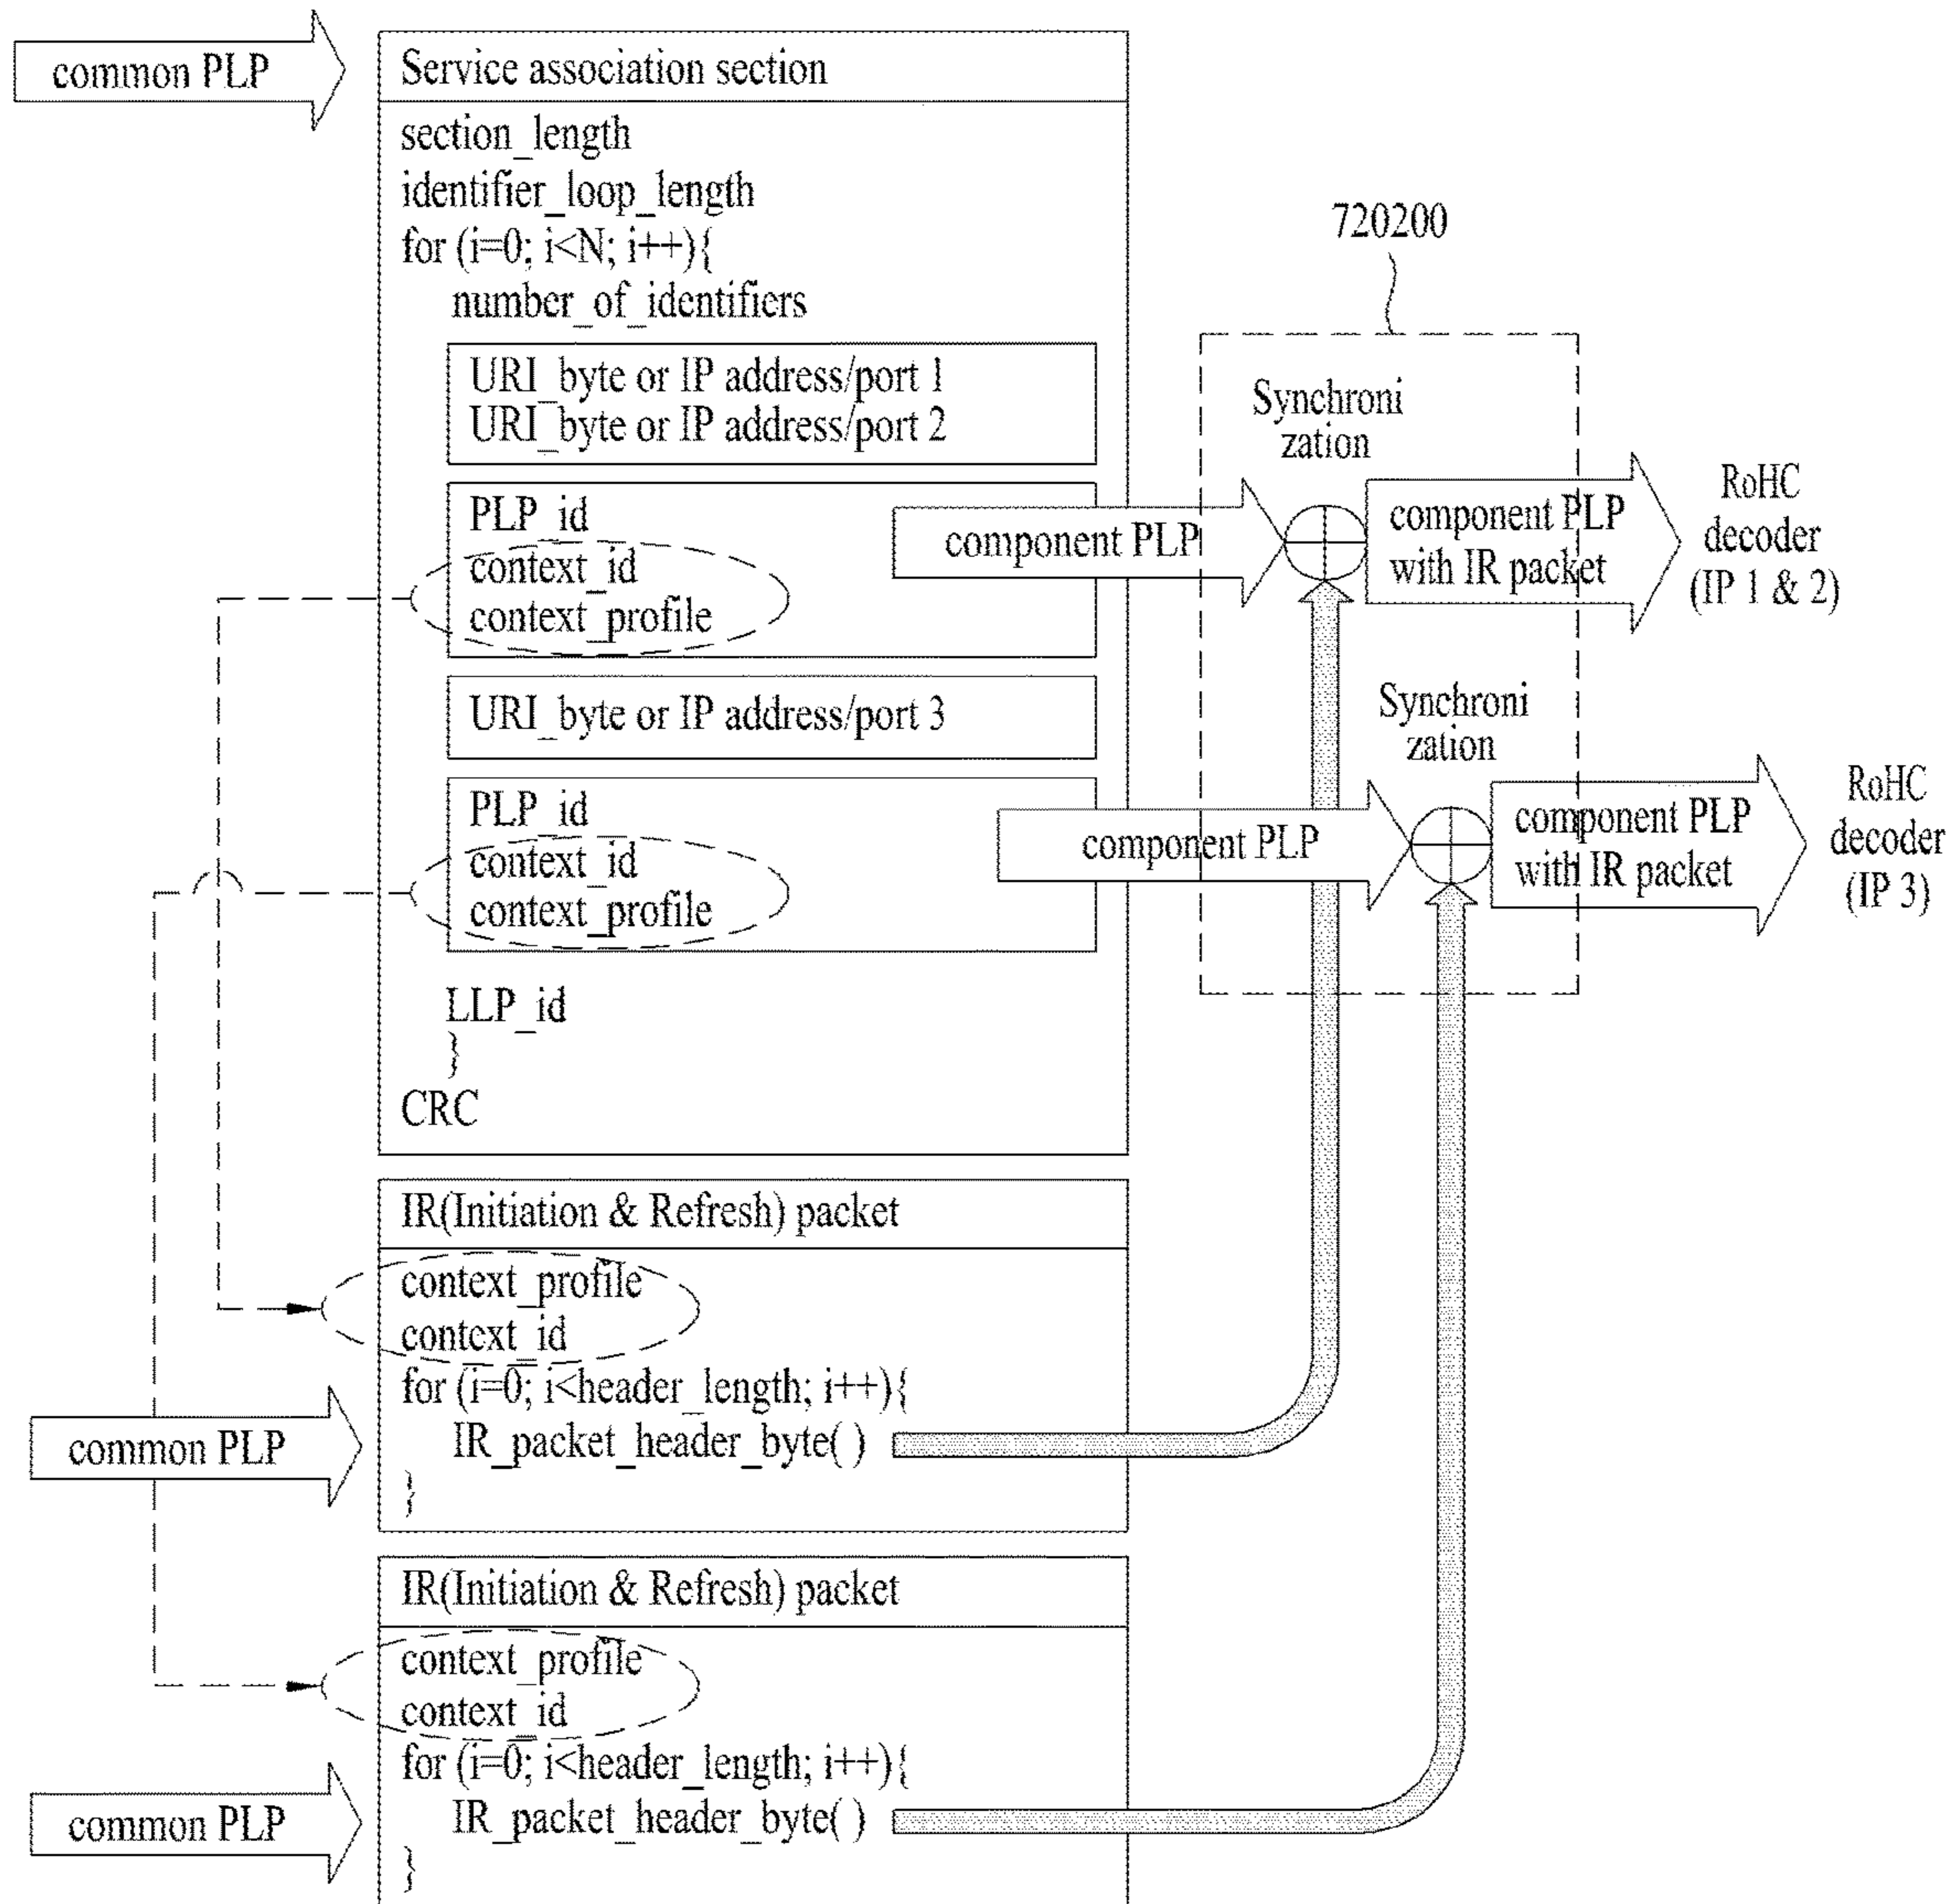 common PLP
Service association section
section_length
identifier_loop_length
for (i=0; i<N; i++){
number_of_identifiers
URI_byte or IP address/port 1
URI_byte or IP address/port 2
PLP_id
context_id
context_profile
URI_byte or IP address/port 3
PLP_id
context_id
context_profile
LLP_id
}
CRC
720200
Synchroni
zation
component PLP
component PLP
with IR packet
RoHC
decoder
(IP 1 & 2)
Synchroni
zation
component PLP
component PLP
with IR packet
RoHC
decoder
(IP 3)
IR(Initiation & Refresh) packet
context_profile
context_id
for (i=0; i<header_length; i++){
common PLP
IR_packet_header_byte( )
}
IR(Initiation & Refresh) packet
context_profile
context_id
for (i=0; i<header_length; i++){
common PLP
IR_packet_header_byte( )
}